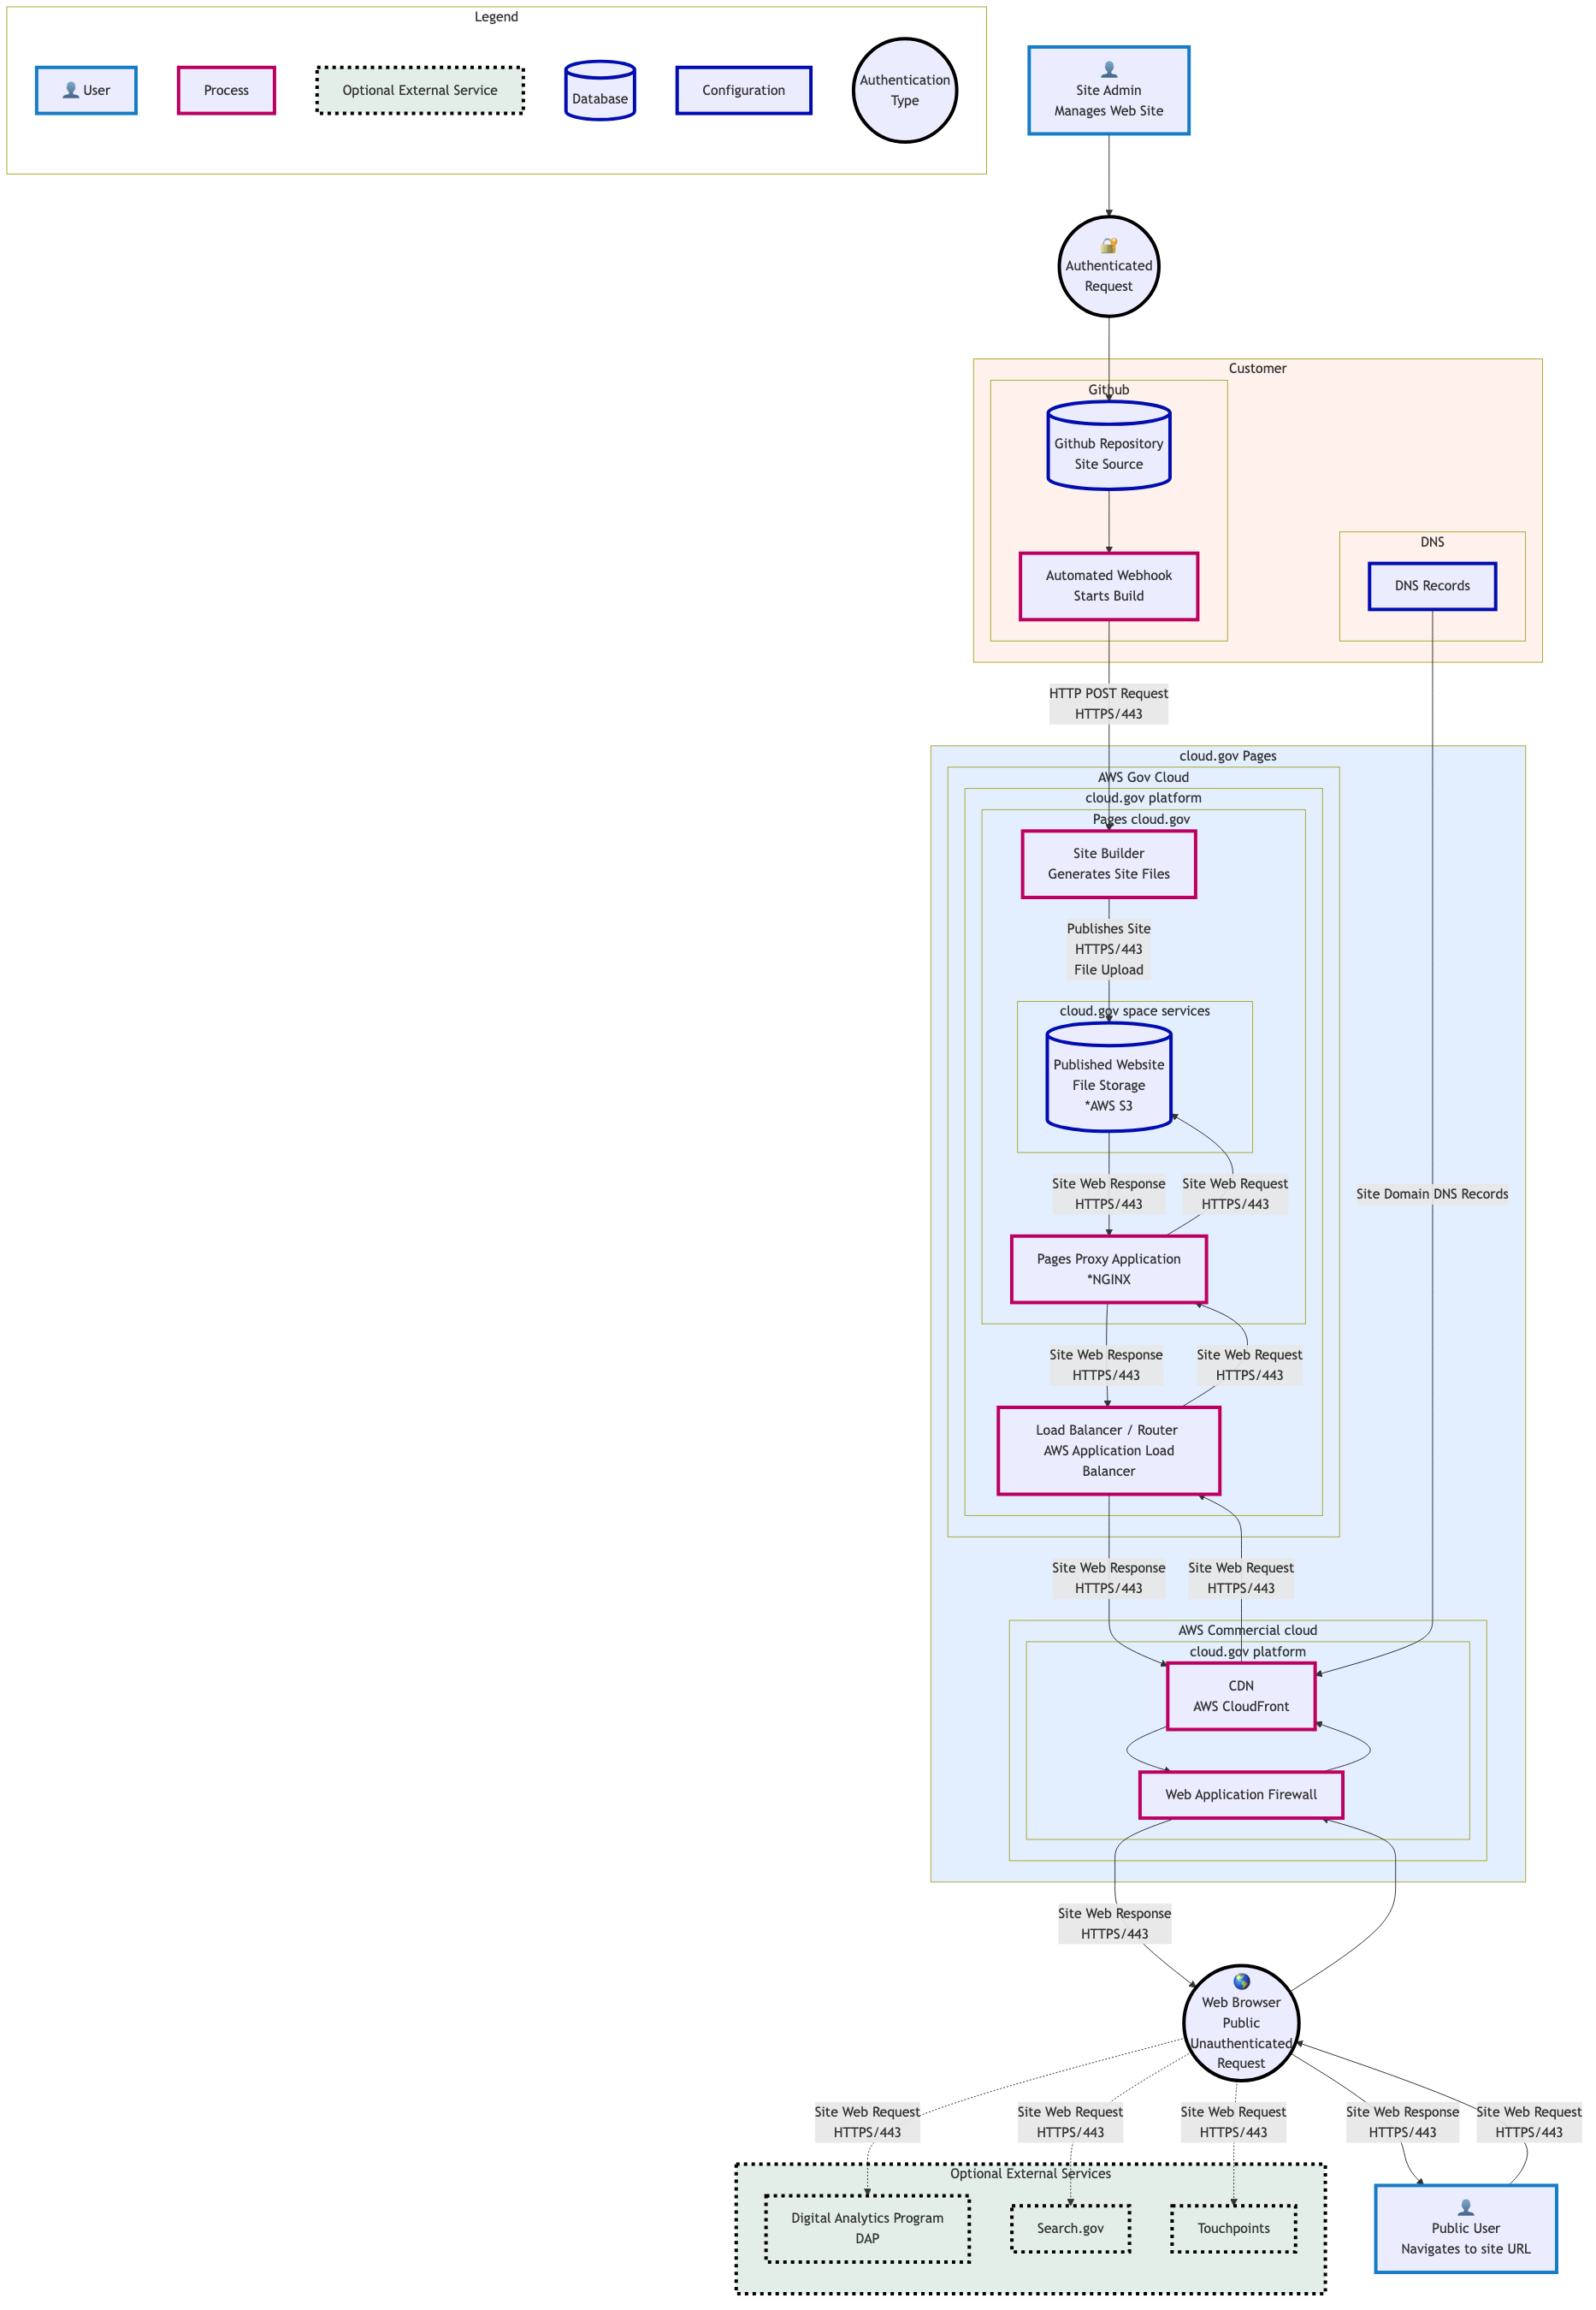 Legend
👤 User
Process
Optional External Service
Database
Configuration
Authentication
Type
👤
Site Admin
Manages Web Site
🔐
Authenticated
Request
Customer
Github
Github Repository
Site Source
Automated Webhook
Starts Build
DNS
DNS Records
HTTP POST Request
HTTPS/443
cloud.gov Pages
AWS Gov Cloud
cloud.gov platform
Pages cloud.gov
Site Builder
Generates Site Files
Publishes Site
HTTPS/443
File Upload
cloud.gov space services
Published Website
File Storage
*AWS S3
Site Web Response
HTTPS/443
Site Web Request
HTTPS/443
Site Domain DNS Records
Pages Proxy Application
*NGINX
Site Web Response
HTTPS/443
Site Web Request
HTTPS/443
Load Balancer / Router
AWS Application Load
Balancer
Site Web Response
HTTPS/443
Site Web Request
HTTPS/443
AWS Commercial cloud
cloud.gov platform
CDN
AWS CloudFront
Web Application Firewall
Site Web Response
HTTPS/443
🌎
Web Browser
Public
Unauthenticated
Request
Site Web Request
HTTPS/443
Site Web Request
HTTPS/443
Site Web Request
HTTPS/443
Site Web Response
HTTPS/443
Site Web Request
HTTPS/443
Optional External Services
Digital Analytics Program
DAP
Search.gov
Touchpoints
👤
Public User
Navigates to site URL